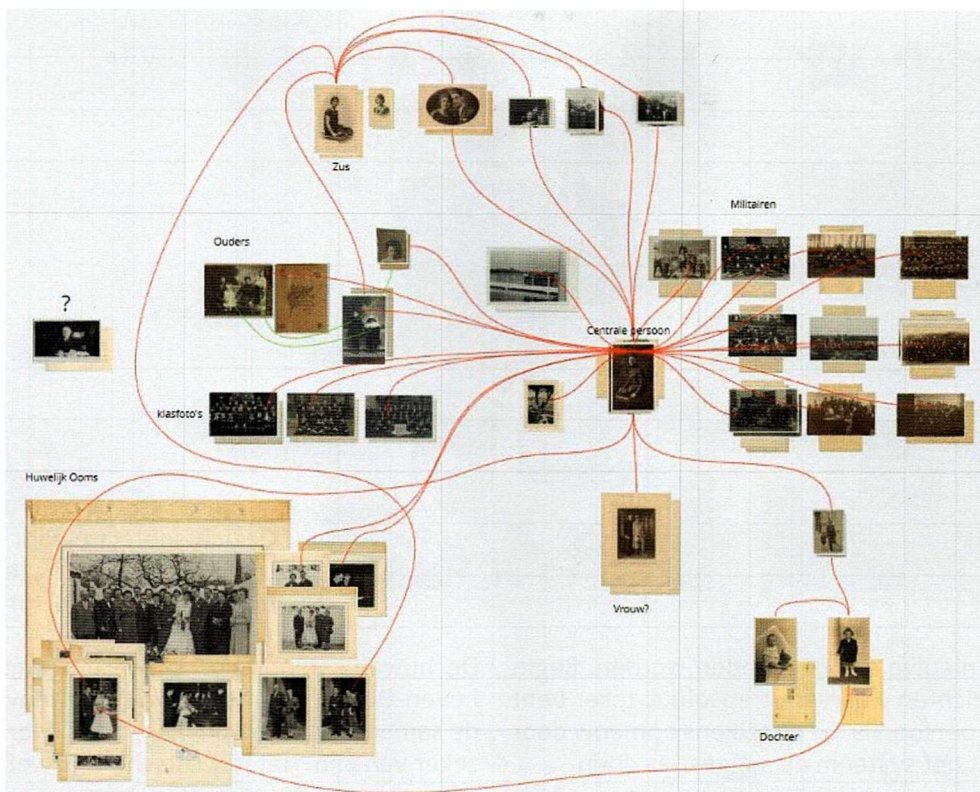 Zus
Militairen
Ouders
?
Centrale persoon
klasfoto's
Huwelijk Ooms
Vrouw?
Dochter